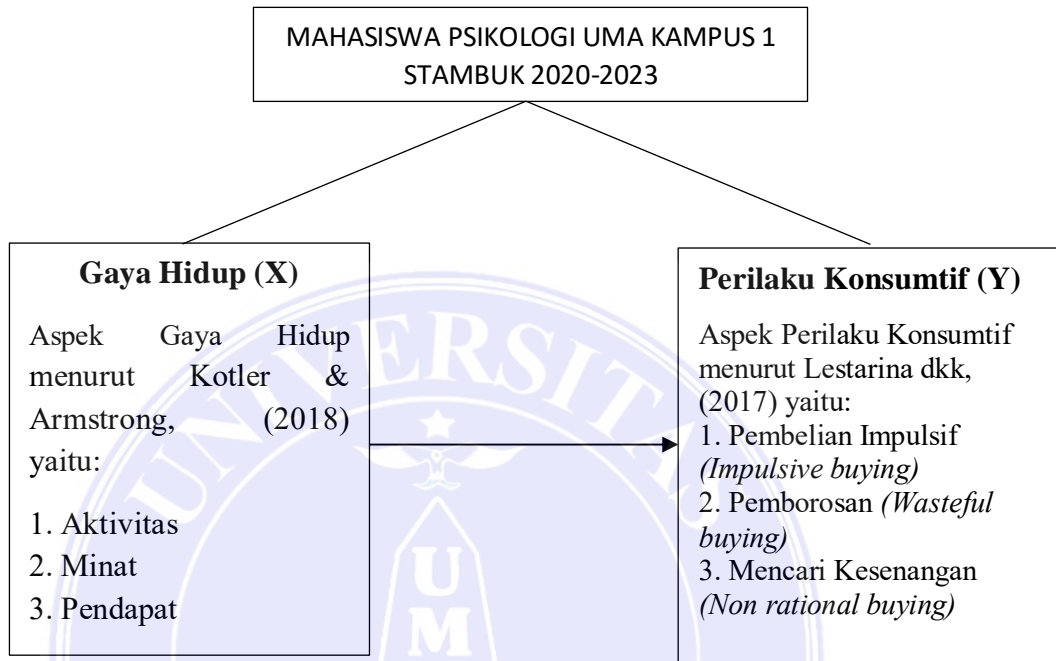 MAHASISWA PSIKOLOGI UMA KAMPUS 1
STAMBUK 2020-2023
Gaya Hidup (X)
Aspek Gaya Hidup
menurut Kotler &
Armstrong, (2018)
yaitu:
1. Aktivitas
2. Minat
3. Pendapat
Perilaku Konsumtif (Y)
Aspek Perilaku Konsumtif
menurut Lestarina dkk,
(2017) yaitu:
1. Pembelian Impulsif
(Impulsive buying)
2. Pemborosan (Wasteful
buying)
3. Mencari Kesenangan
(Non rational buying)
UNIVERSITAS
U
M